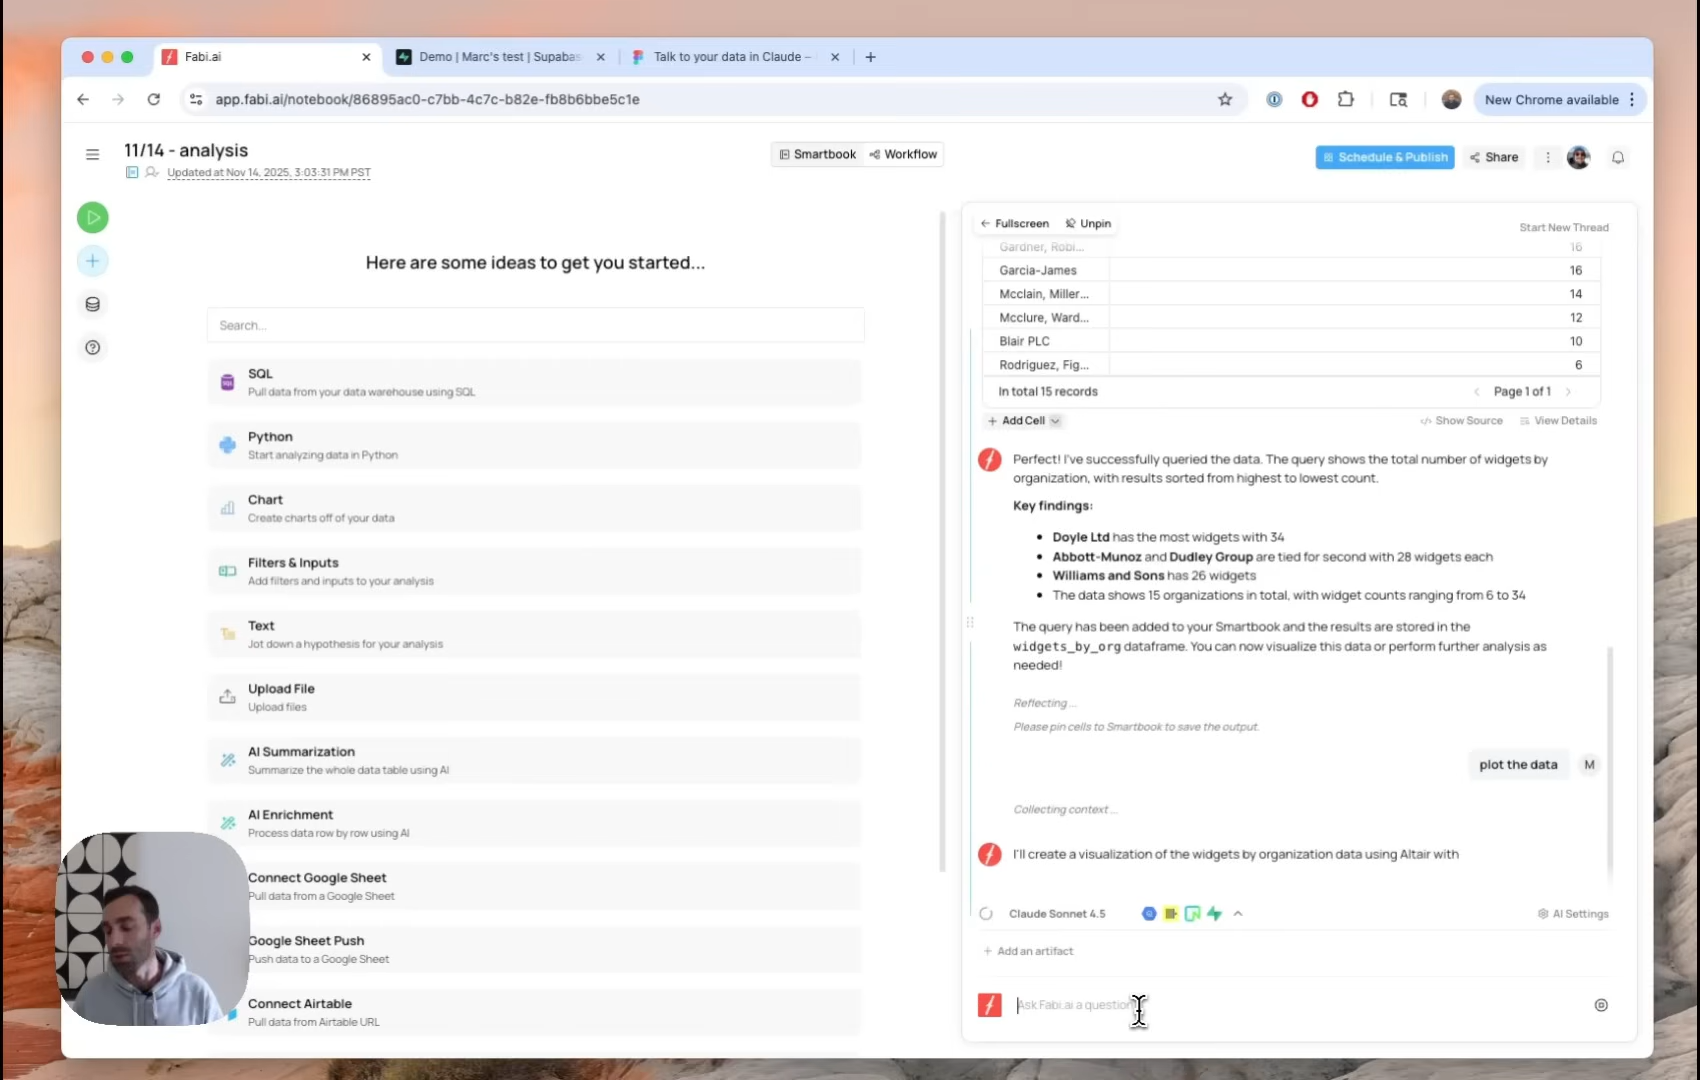 Fabi.ai
Demo | Marc's test | Supabas
Talk to your data in Claude –
app.fabi.ai/notebook/86895ac0-c7bb-4c7c-b82e-fb8b6bbe5c1e
New Chrome available
11/14 - analysis
Updated at Nov 14, 2025, 3:03:31 PM PST
Smartbook
Workflow
Schedule & Publish
Share
Here are some ideas to get you started...
Search...
SQL
Pull data from your data warehouse using SQL
Python
Start analyzing data in Python
Chart
Create charts off of your data
Filters & Inputs
Add filters and inputs to your analysis
Text
Jot down a hypothesis for your analysis
Upload File
Upload files
AI Summarization
Summarize the whole data table using AI
AI Enrichment
Process data row by row using AI
Connect Google Sheet
Pull data from a Google Sheet
Google Sheet Push
Push data to a Google Sheet
Connect Airtable
Pull data from Airtable URL
Fullscreen
Unpin
Start New Thread
Gardner, Robi... 16
Garcia-James 16
Mcclain, Miller... 14
Mcclure, Ward... 12
Blair PLC 10
Rodriguez, Fig... 6
In total 15 records
Page 1 of 1
+ Add Cell
</> Show Source
View Details
Perfect! I've successfully queried the data. The query shows the total number of widgets by
organization, with results sorted from highest to lowest count.
Key findings:
• Doyle Ltd has the most widgets with 34
• Abbott-Munoz and Dudley Group are tied for second with 28 widgets each
• Williams and Sons has 26 widgets
• The data shows 15 organizations in total, with widget counts ranging from 6 to 34
The query has been added to your Smartbook and the results are stored in the
widgets_by_org dataframe. You can now visualize this data or perform further analysis as
needed!
Reflecting ...
Please pin cells to Smartbook to save the output.
plot the data
M
Collecting context ...
I'll create a visualization of the widgets by organization data using Altair with
Claude Sonnet 4.5
AI Settings
+ Add an artifact
Ask Fabi.ai a question